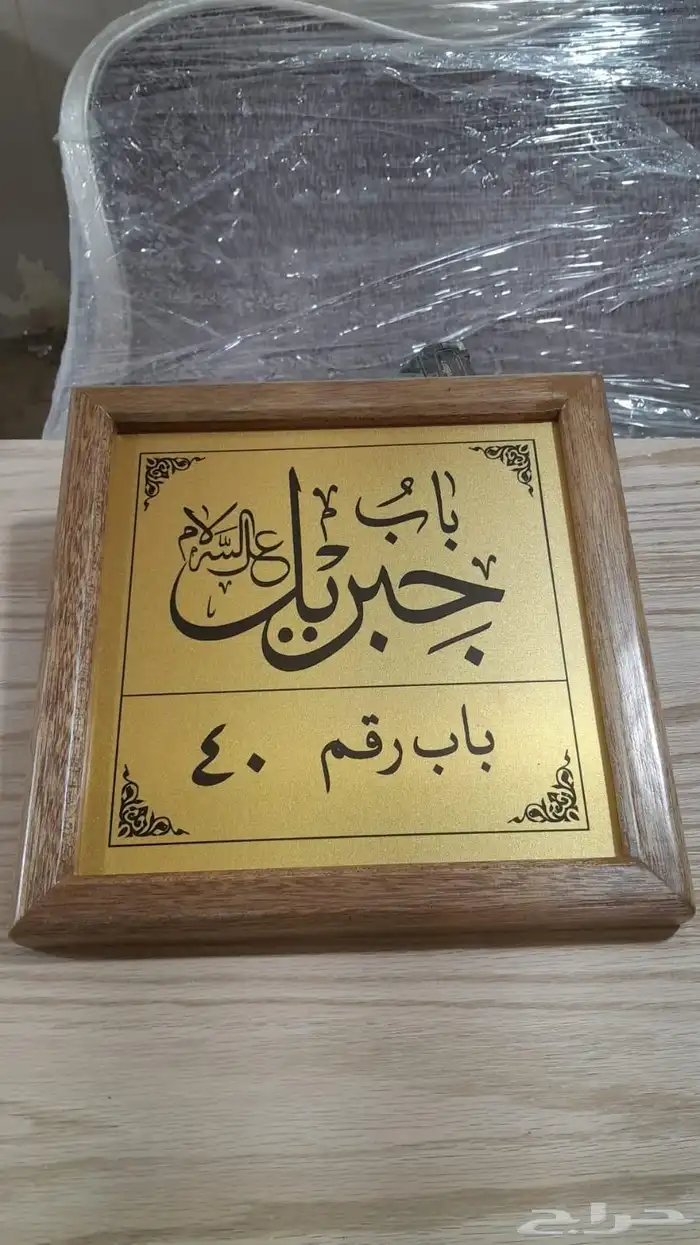 بابُ
جبريل عليه السلام
باب رقم ٤٠
حراج